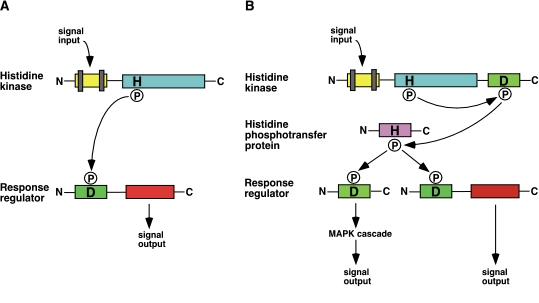 A
signal
input
N
H
C
Histidine
kinase
P
P
Response
regulator
N
D
C
signal
output
B
signal
input
N
H
D
C
Histidine
kinase
P
P
Histidine
phosphotransfer
protein
N
H
C
P
P
P
Response
regulator
N
D
C
N
D
C
MAPK cascade
signal
output
signal
output